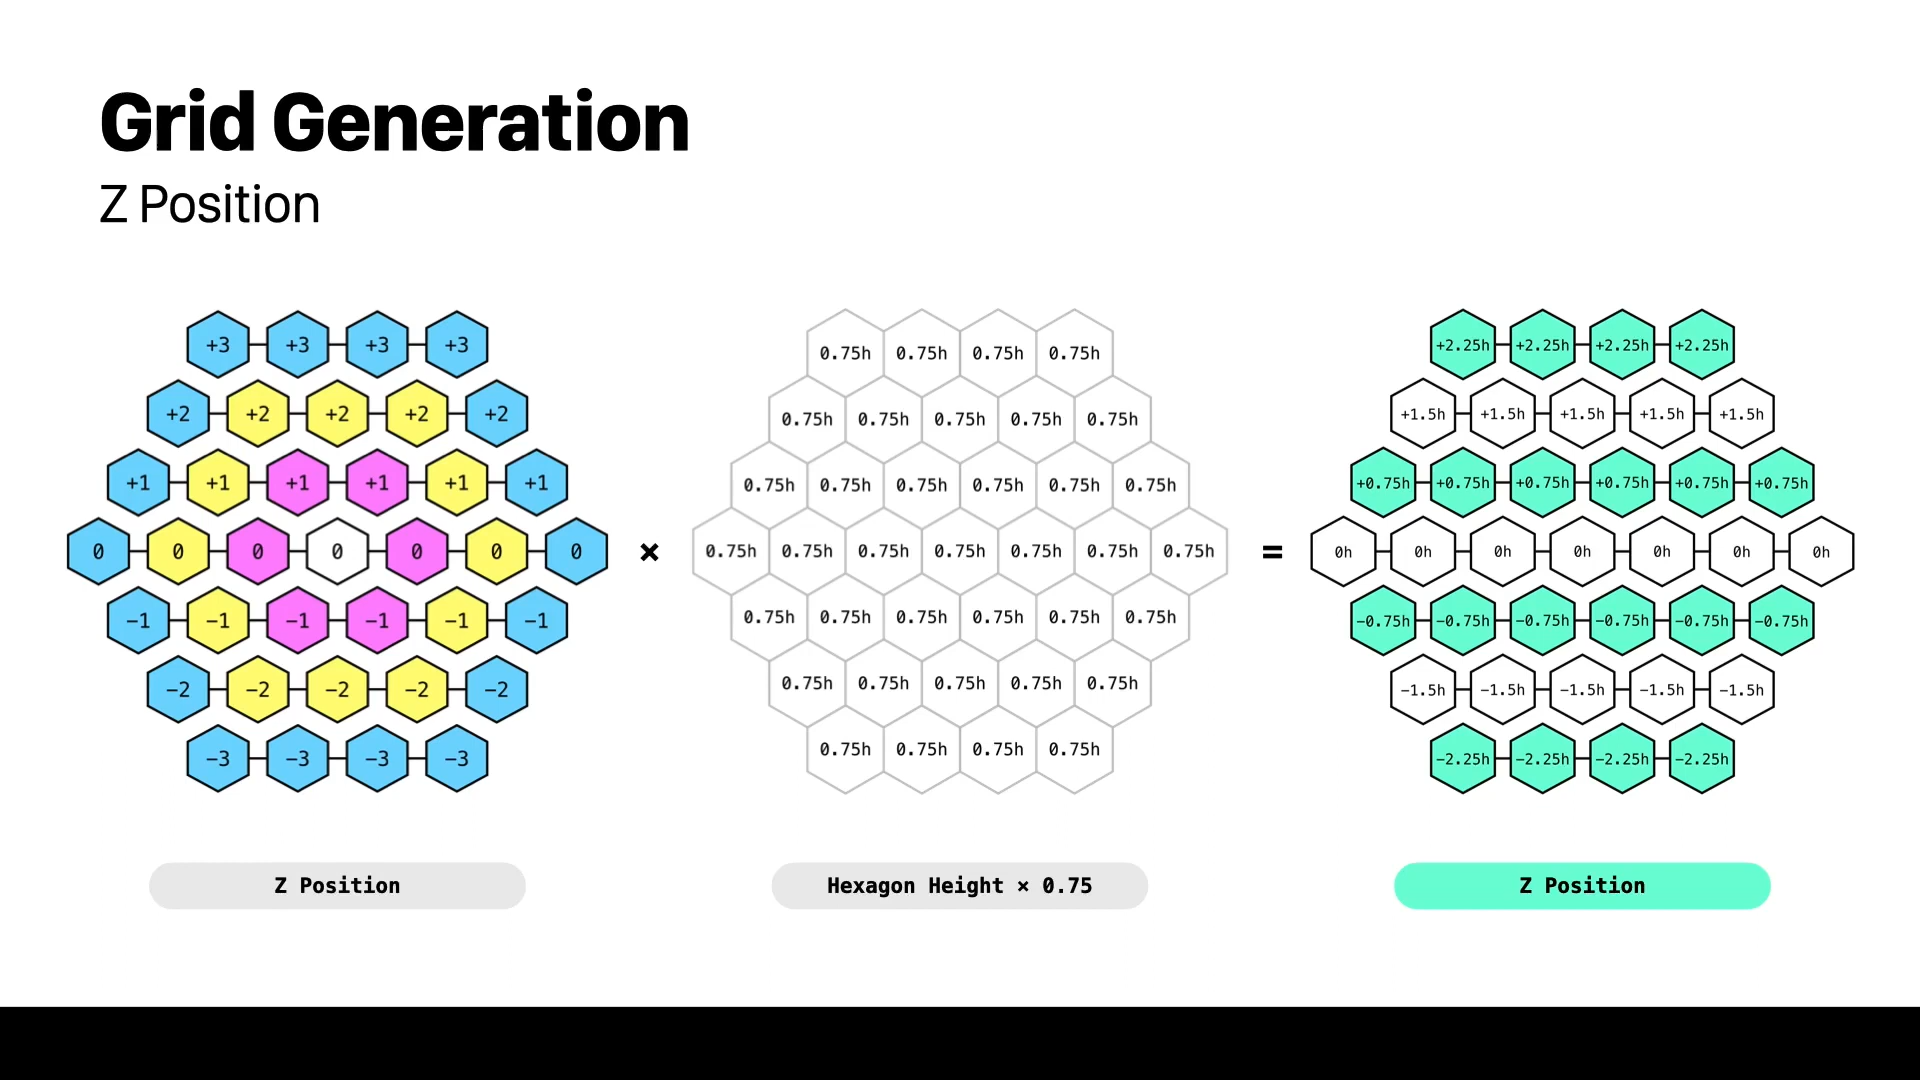 Grid Generation
Z Position
+3 +3 +3 +3
+2 +2 +2 +2 +2
+1 +1 +1 +1 +1 +1
0 0 0 0 0 0 0
−1 −1 −1 −1 −1 −1
−2 −2 −2 −2 −2
−3 −3 −3 −3
Z Position
×
0.75h 0.75h 0.75h 0.75h
0.75h 0.75h 0.75h 0.75h 0.75h
0.75h 0.75h 0.75h 0.75h 0.75h 0.75h
0.75h 0.75h 0.75h 0.75h 0.75h 0.75h 0.75h
0.75h 0.75h 0.75h 0.75h 0.75h 0.75h
0.75h 0.75h 0.75h 0.75h 0.75h
0.75h 0.75h 0.75h 0.75h
Hexagon Height × 0.75
=
+2.25h +2.25h +2.25h +2.25h
+1.5h +1.5h +1.5h +1.5h +1.5h
+0.75h +0.75h +0.75h +0.75h +0.75h +0.75h
0h 0h 0h 0h 0h 0h 0h
−0.75h −0.75h −0.75h −0.75h −0.75h −0.75h
−1.5h −1.5h −1.5h −1.5h −1.5h
−2.25h −2.25h −2.25h −2.25h
Z Position